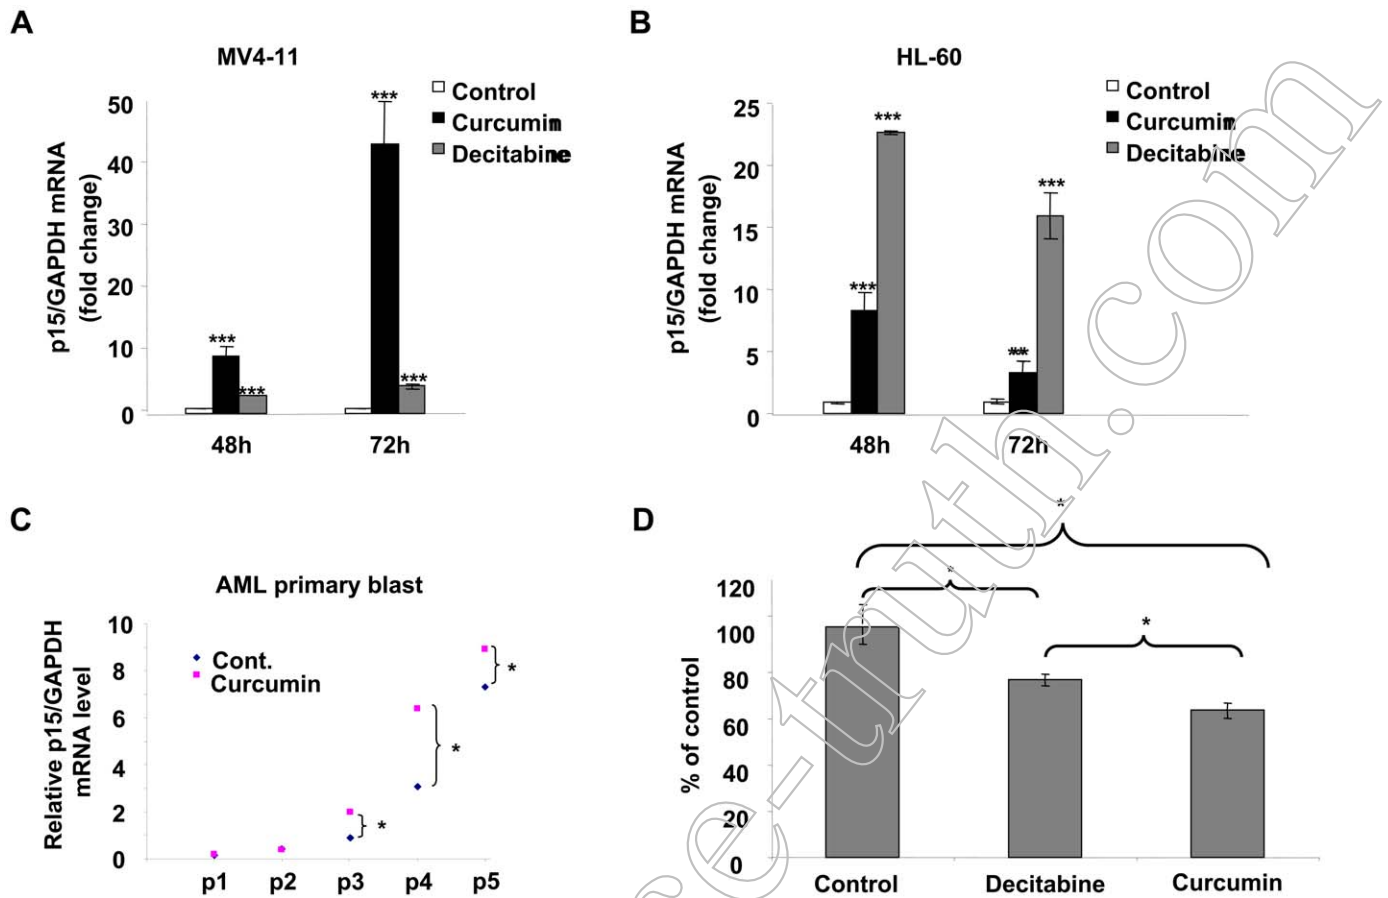 A
MV4-11
Control
Curcumin
Decitabine
p15/GAPDH mRNA
(fold change)
50
40
30
20
10
0
***
***
***
***
48h
72h
B
HL-60
Control
Curcumin
Decitabine
p15/GAPDH mRNA
(fold change)
25
20
15
10
5
0
***
***
**
***
48h
72h
C
AML primary blast
Cont.
Curcumin
Relative p15/GAPDH
mRNA level
10
8
6
4
2
0
*
*
*
p1 p2 p3 p4 p5
D
% of control
120
100
80
60
40
20
0
*
*
*
Control
Decitabine
Curcumin
e-truth.com